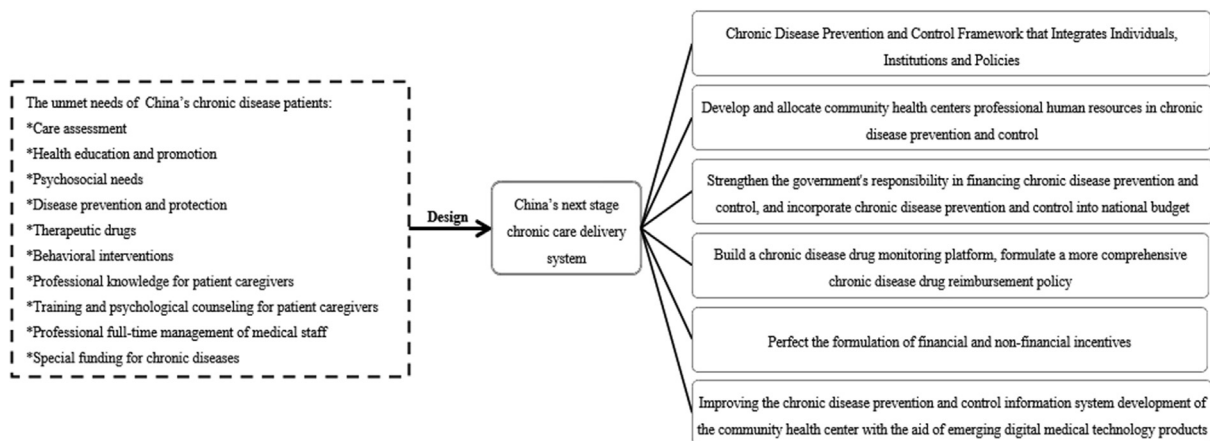 The unmet needs of China's chronic disease patients:
*Care assessment
*Health education and promotion
*Psychosocial needs
*Disease prevention and protection
*Therapeutic drugs
*Behavioral interventions
*Professional knowledge for patient caregivers
*Training and psychological counseling for patient caregivers
*Professional full-time management of medical staff
*Special funding for chronic diseases
Design
China's next stage
chronic care delivery
system
Chronic Disease Prevention and Control Framework that Integrates Individuals,
Institutions and Policies
Develop and allocate community health centers professional human resources in chronic
disease prevention and control
Strengthen the government's responsibility in financing chronic disease prevention and
control, and incorporate chronic disease prevention and control into national budget
Build a chronic disease drug monitoring platform, formulate a more comprehensive
chronic disease drug reimbursement policy
Perfect the formulation of financial and non-financial incentives
Improving the chronic disease prevention and control information system development of
the community health center with the aid of emerging digital medical technology products